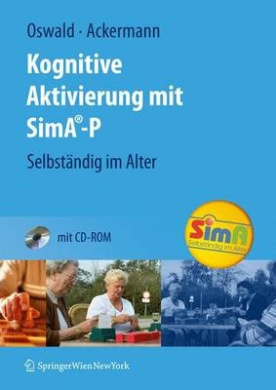 Oswald · Ackermann
Kognitive
Aktivierung mit
SimA®-P
Selbständig im Alter
SimA
Selbständig im Alter
mit CD-ROM
SpringerWienNewYork